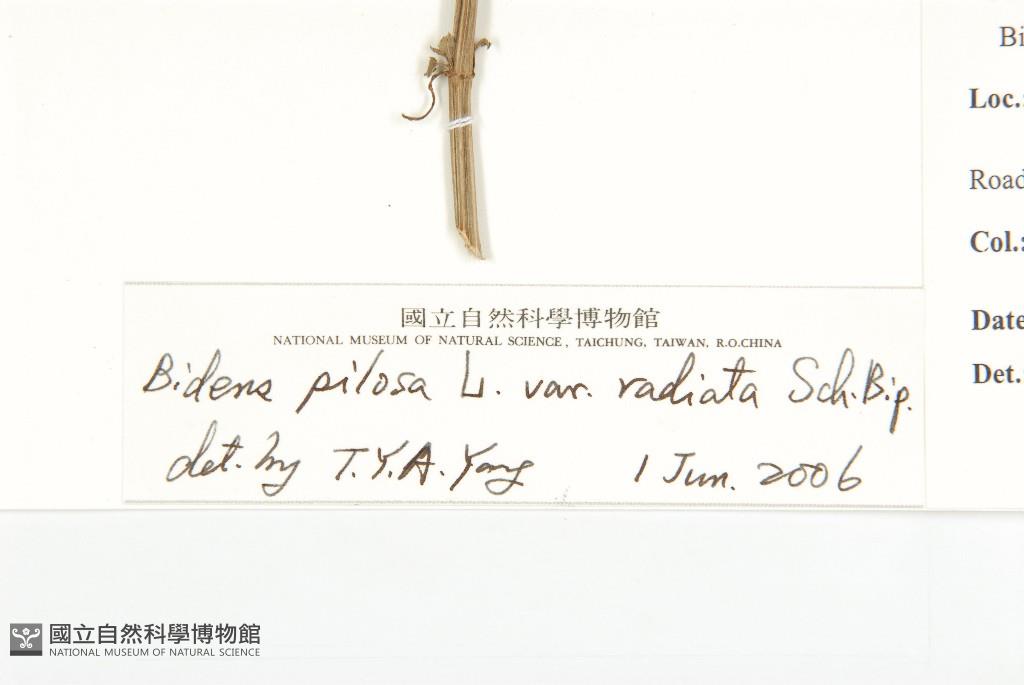 Bi
Loc.:
Road
Col.:
Date
Det.:
國立自然科學博物館
NATIONAL MUSEUM OF NATURAL SCIENCE, TAICHUNG, TAIWAN, R.O.CHINA
Bidens pilosa L. var. radiata Sch. Bip.
det. by T.Y.A. Yang 1 Jun. 2006
國立自然科學博物館
NATIONAL MUSEUM OF NATURAL SCIENCE